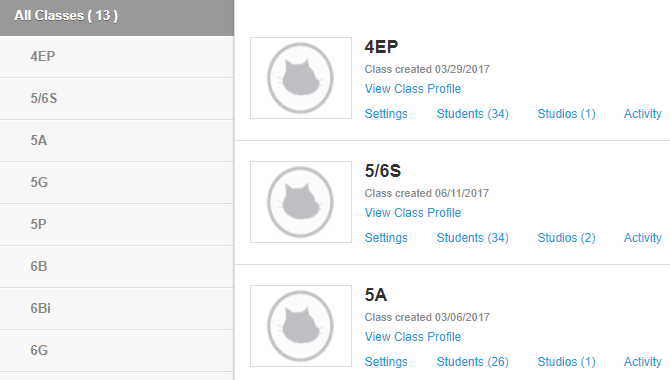 All Classes ( 13 )
4EP
5/6S
5A
5G
5P
6B
6Bi
6G
4EP
Class created 03/29/2017
View Class Profile
Settings Students (34) Studios (1) Activity
5/6S
Class created 06/11/2017
View Class Profile
Settings Students (34) Studios (2) Activity
5A
Class created 03/06/2017
View Class Profile
Settings Students (26) Studios (1) Activity